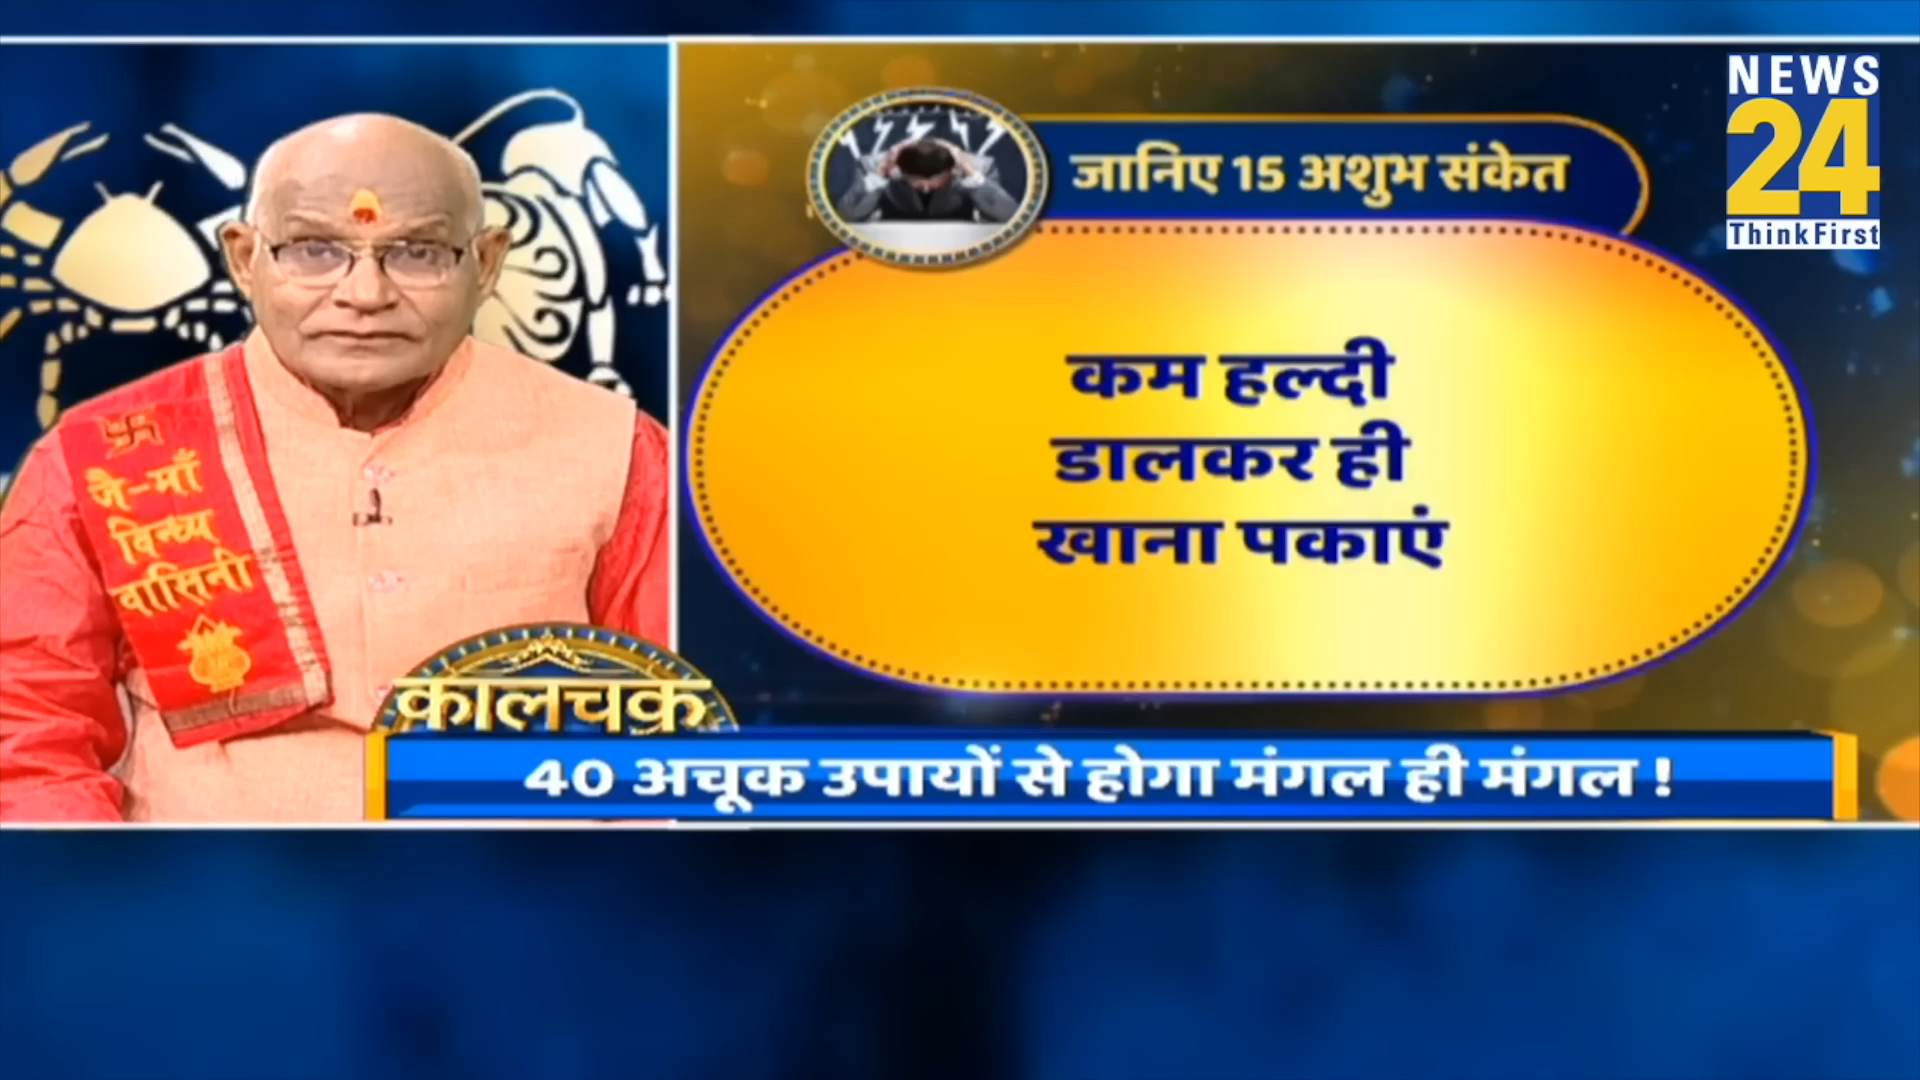 NEWS
24
ThinkFirst
जानिए 15 अशुभ संकेत
कम हल्दी
डालकर ही
खाना पकाएं
जै-माँ
विन्ध्य
वासिनी
कालचक्र
40 अचूक उपायों से होगा मंगल ही मंगल !